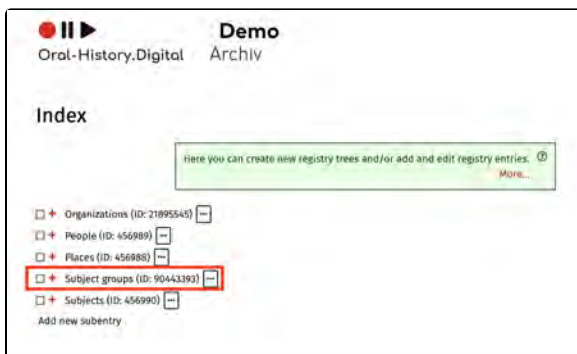 Demo
Oral-History.Digital Archiv
Index
Here you can create new registry trees and/or add and edit registry entries.
More...
Organizations (ID: 21895545)
People (ID: 456989)
Places (ID: 456988)
Subject groups (ID: 90443393)
Subjects (ID: 456990)
Add new subentry